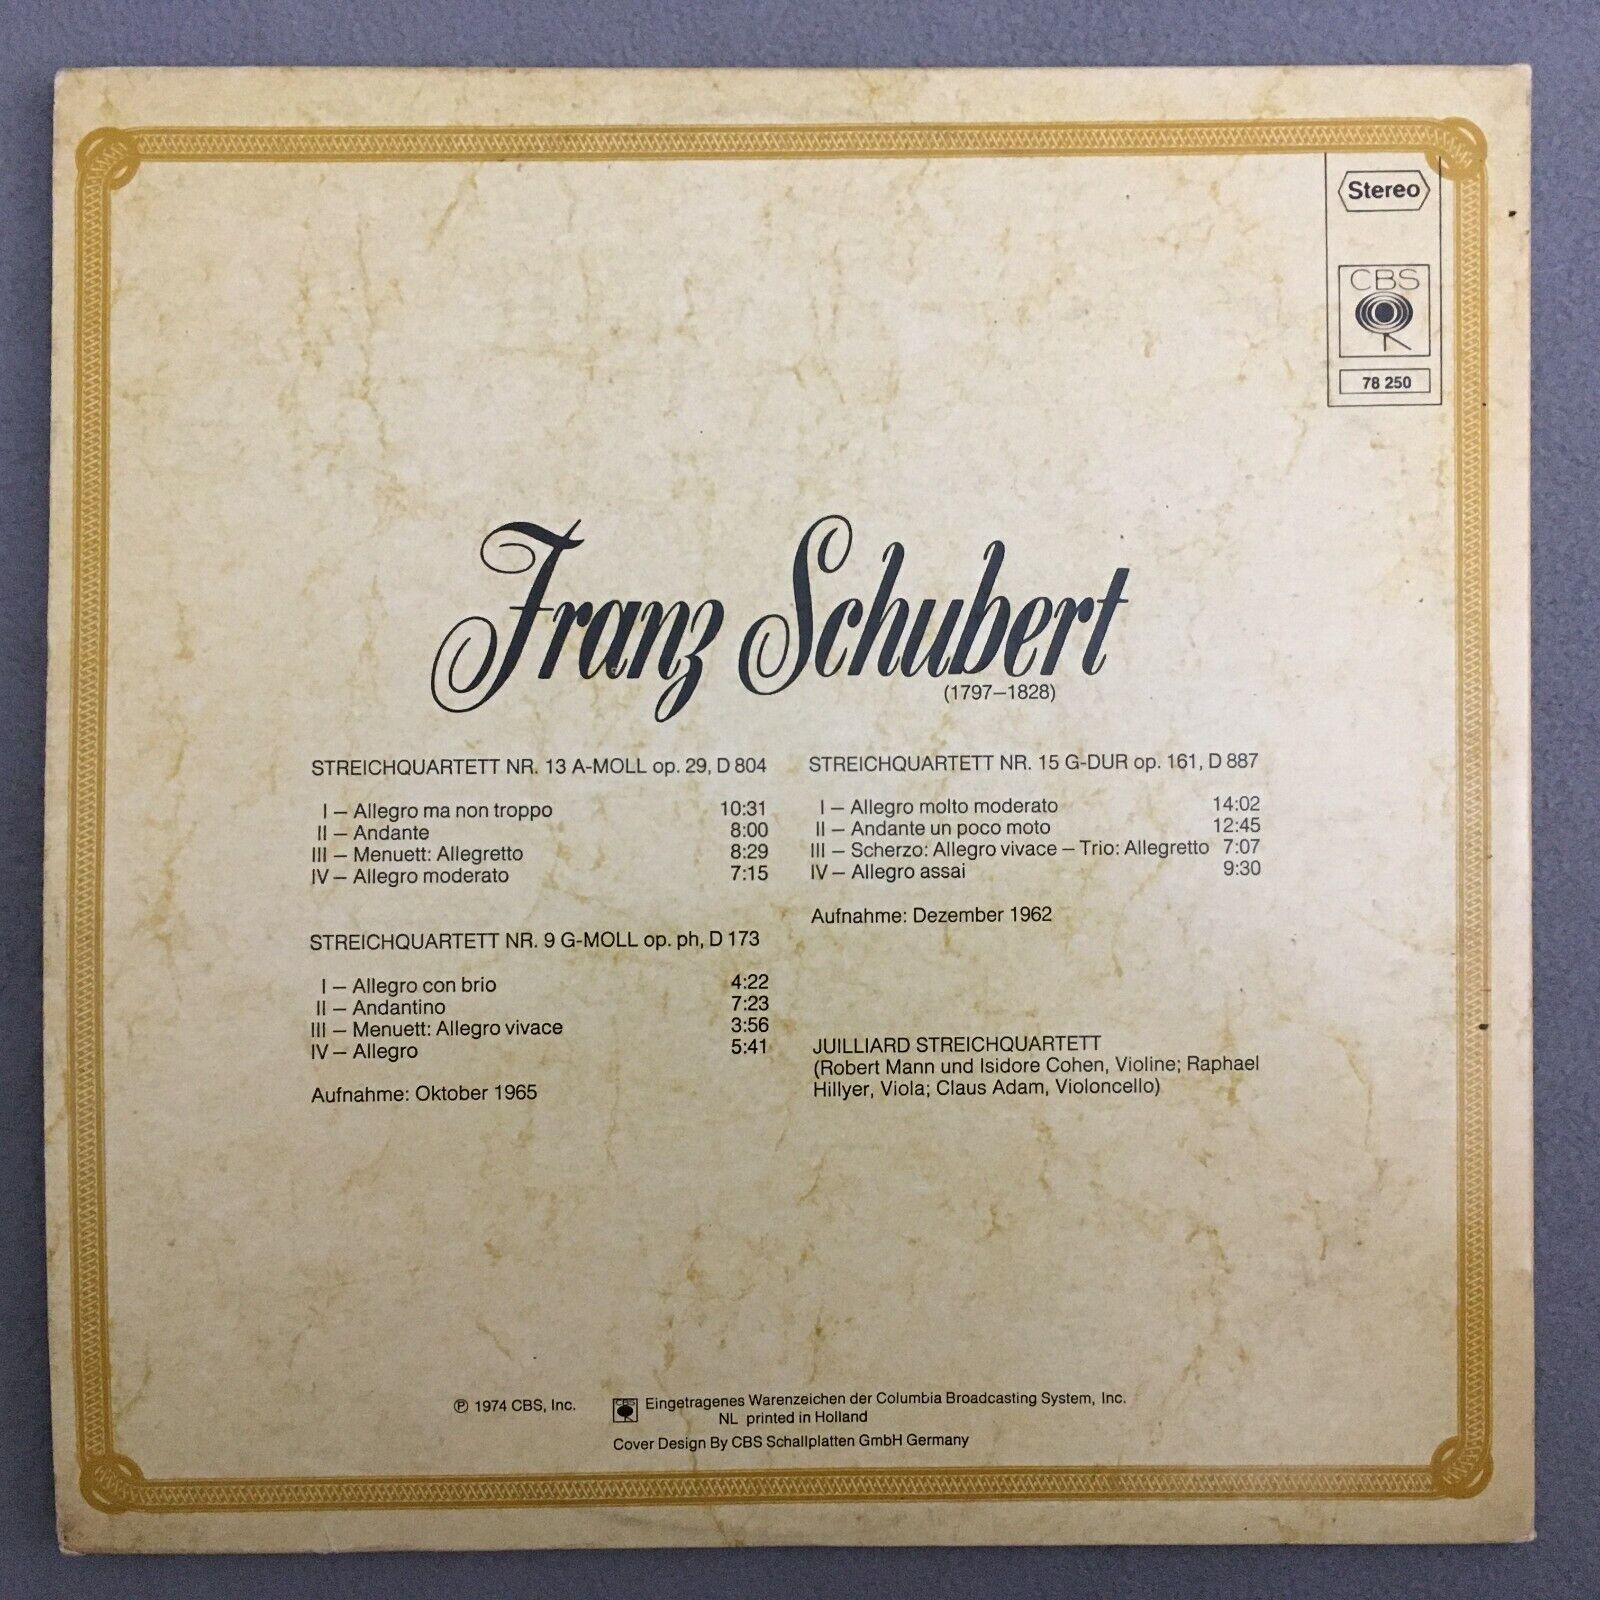 Stereo
CBS
78 250
Franz Schubert
(1797–1828)
STREICHQUARTETT NR. 13 A-MOLL op. 29, D 804
I – Allegro ma non troppo 10:31
II – Andante 8:00
III – Menuett: Allegretto 8:29
IV – Allegro moderato 7:15
STREICHQUARTETT NR. 9 G-MOLL op. ph, D 173
I – Allegro con brio 4:22
II – Andantino 7:23
III – Menuett: Allegro vivace 3:56
IV – Allegro 5:41
Aufnahme: Oktober 1965
STREICHQUARTETT NR. 15 G-DUR op. 161, D 887
I – Allegro molto moderato 14:02
II – Andante un poco moto 12:45
III – Scherzo: Allegro vivace – Trio: Allegretto 7:07
IV – Allegro assai 9:30
Aufnahme: Dezember 1962
JUILLIARD STREICHQUARTETT
(Robert Mann und Isidore Cohen, Violine; Raphael
Hillyer, Viola; Claus Adam, Violoncello)
℗ 1974 CBS, Inc. CBS Eingetragenes Warenzeichen der Columbia Broadcasting System, Inc.
NL printed in Holland
Cover Design By CBS Schallplatten GmbH Germany